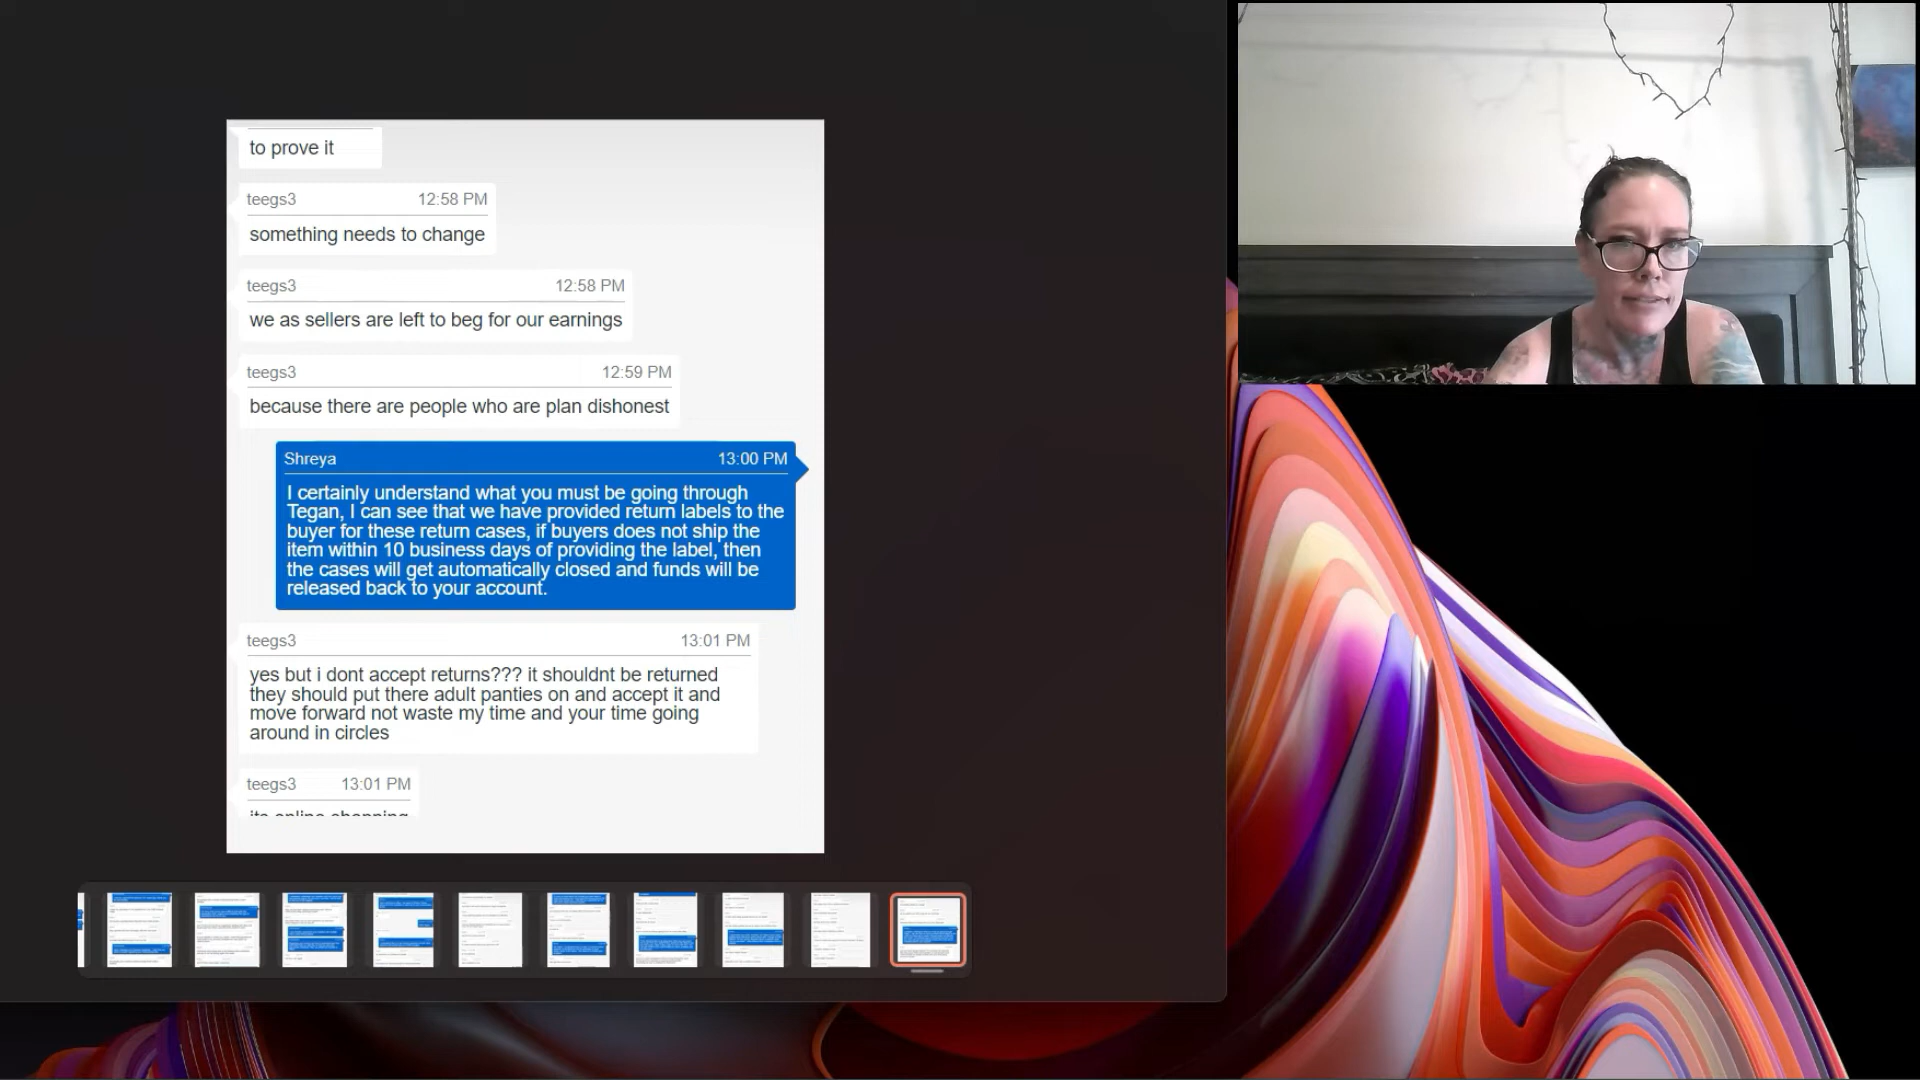 to prove it
teegs3 12:58 PM
something needs to change
teegs3 12:58 PM
we as sellers are left to beg for our earnings
teegs3 12:59 PM
because there are people who are plan dishonest
Shreya 13:00 PM
I certainly understand what you must be going through
Tegan, I can see that we have provided return labels to the
buyer for these return cases, if buyers does not ship the
item within 10 business days of providing the label, then
the cases will get automatically closed and funds will be
released back to your account.
teegs3 13:01 PM
yes but i dont accept returns??? it shouldnt be returned
they should put there adult panties on and accept it and
move forward not waste my time and your time going
around in circles
teegs3 13:01 PM
its online shopping